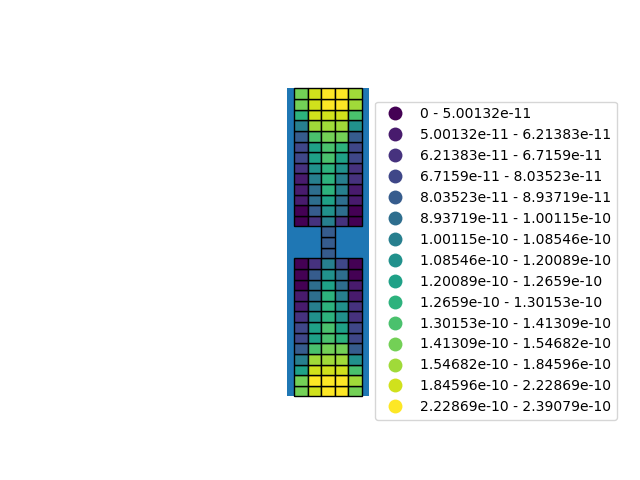 0 - 5.00132e-11
5.00132e-11 - 6.21383e-11
6.21383e-11 - 6.7159e-11
6.7159e-11 - 8.03523e-11
8.03523e-11 - 8.93719e-11
8.93719e-11 - 1.00115e-10
1.00115e-10 - 1.08546e-10
1.08546e-10 - 1.20089e-10
1.20089e-10 - 1.2659e-10
1.2659e-10 - 1.30153e-10
1.30153e-10 - 1.41309e-10
1.41309e-10 - 1.54682e-10
1.54682e-10 - 1.84596e-10
1.84596e-10 - 2.22869e-10
2.22869e-10 - 2.39079e-10